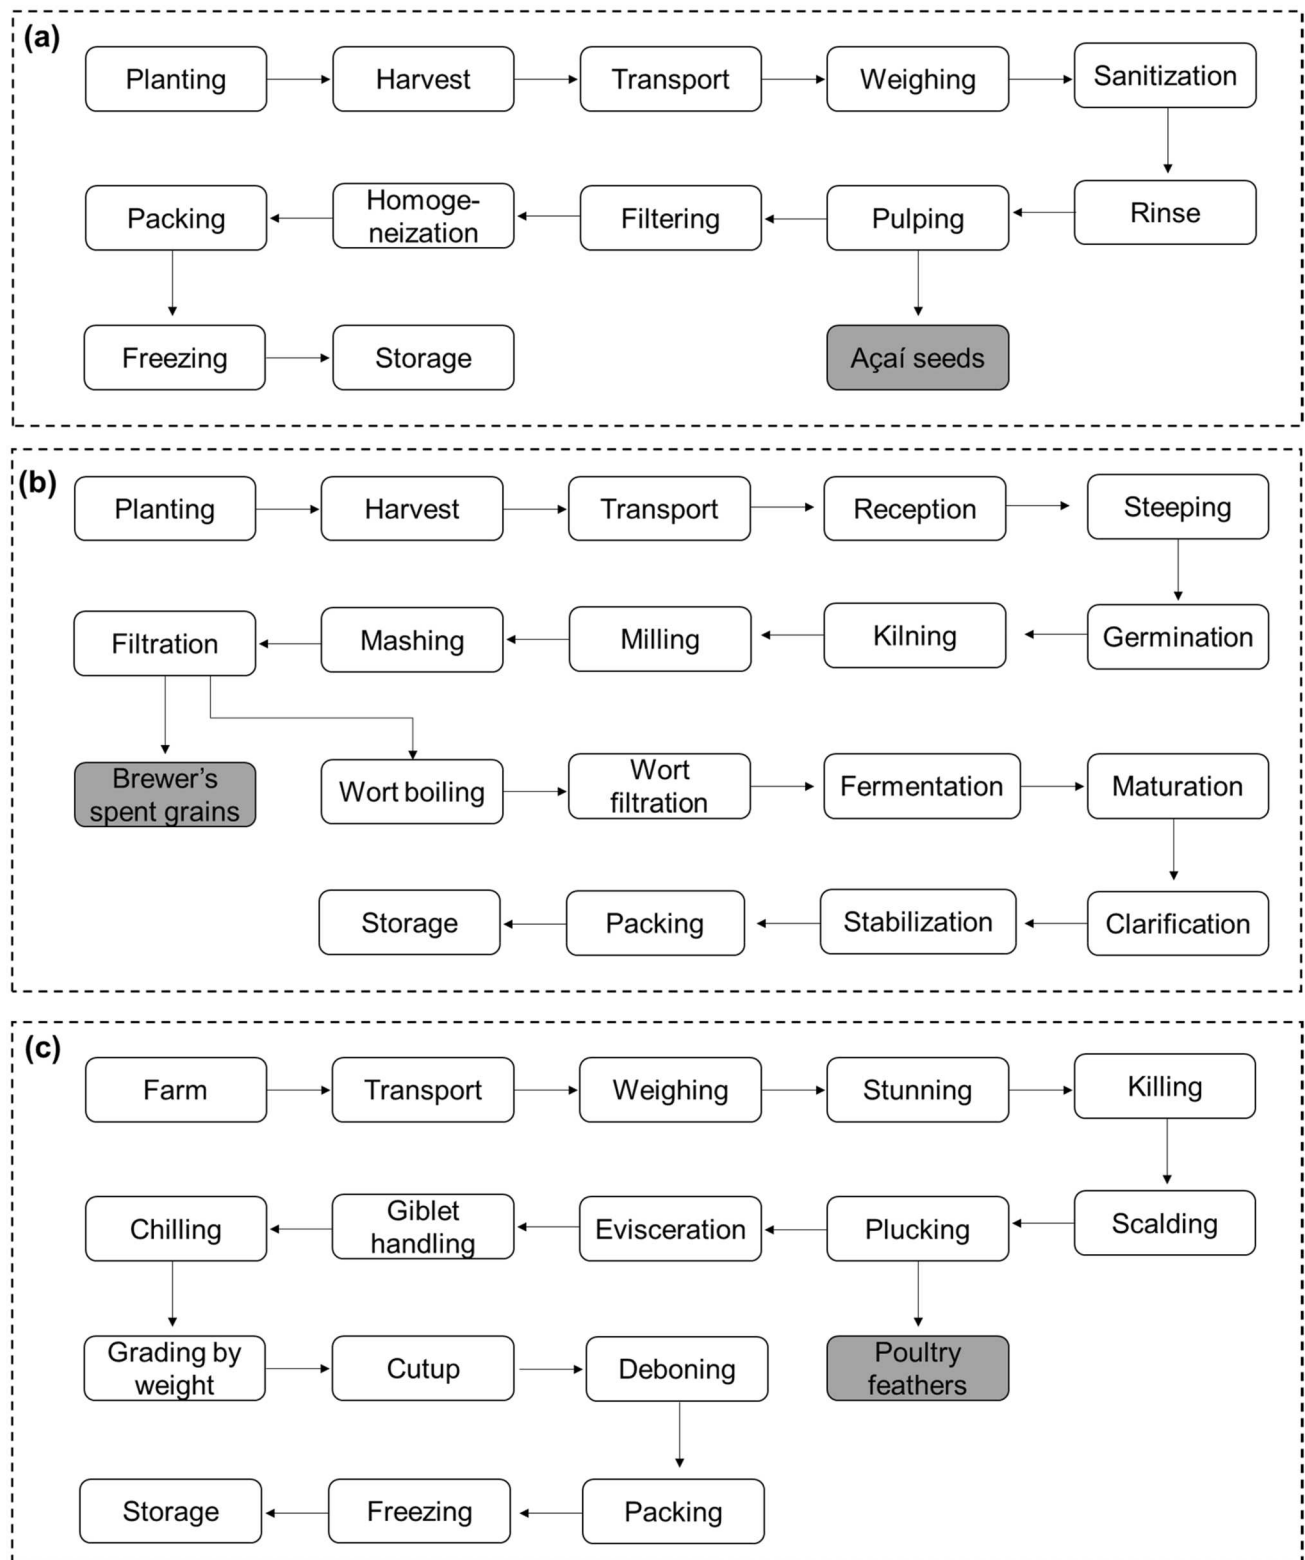 (a)
Planting
Harvest
Transport
Weighing
Sanitization
Rinse
Pulping
Filtering
Homoge-
neization
Packing
Açaí seeds
Freezing
Storage
(b)
Planting
Harvest
Transport
Reception
Steeping
Germination
Kilning
Milling
Mashing
Filtration
Brewer’s
spent grains
Wort boiling
Wort
filtration
Fermentation
Maturation
Clarification
Stabilization
Packing
Storage
(c)
Farm
Transport
Weighing
Stunning
Killing
Scalding
Plucking
Evisceration
Giblet
handling
Chilling
Poultry
feathers
Grading by
weight
Cutup
Deboning
Packing
Freezing
Storage